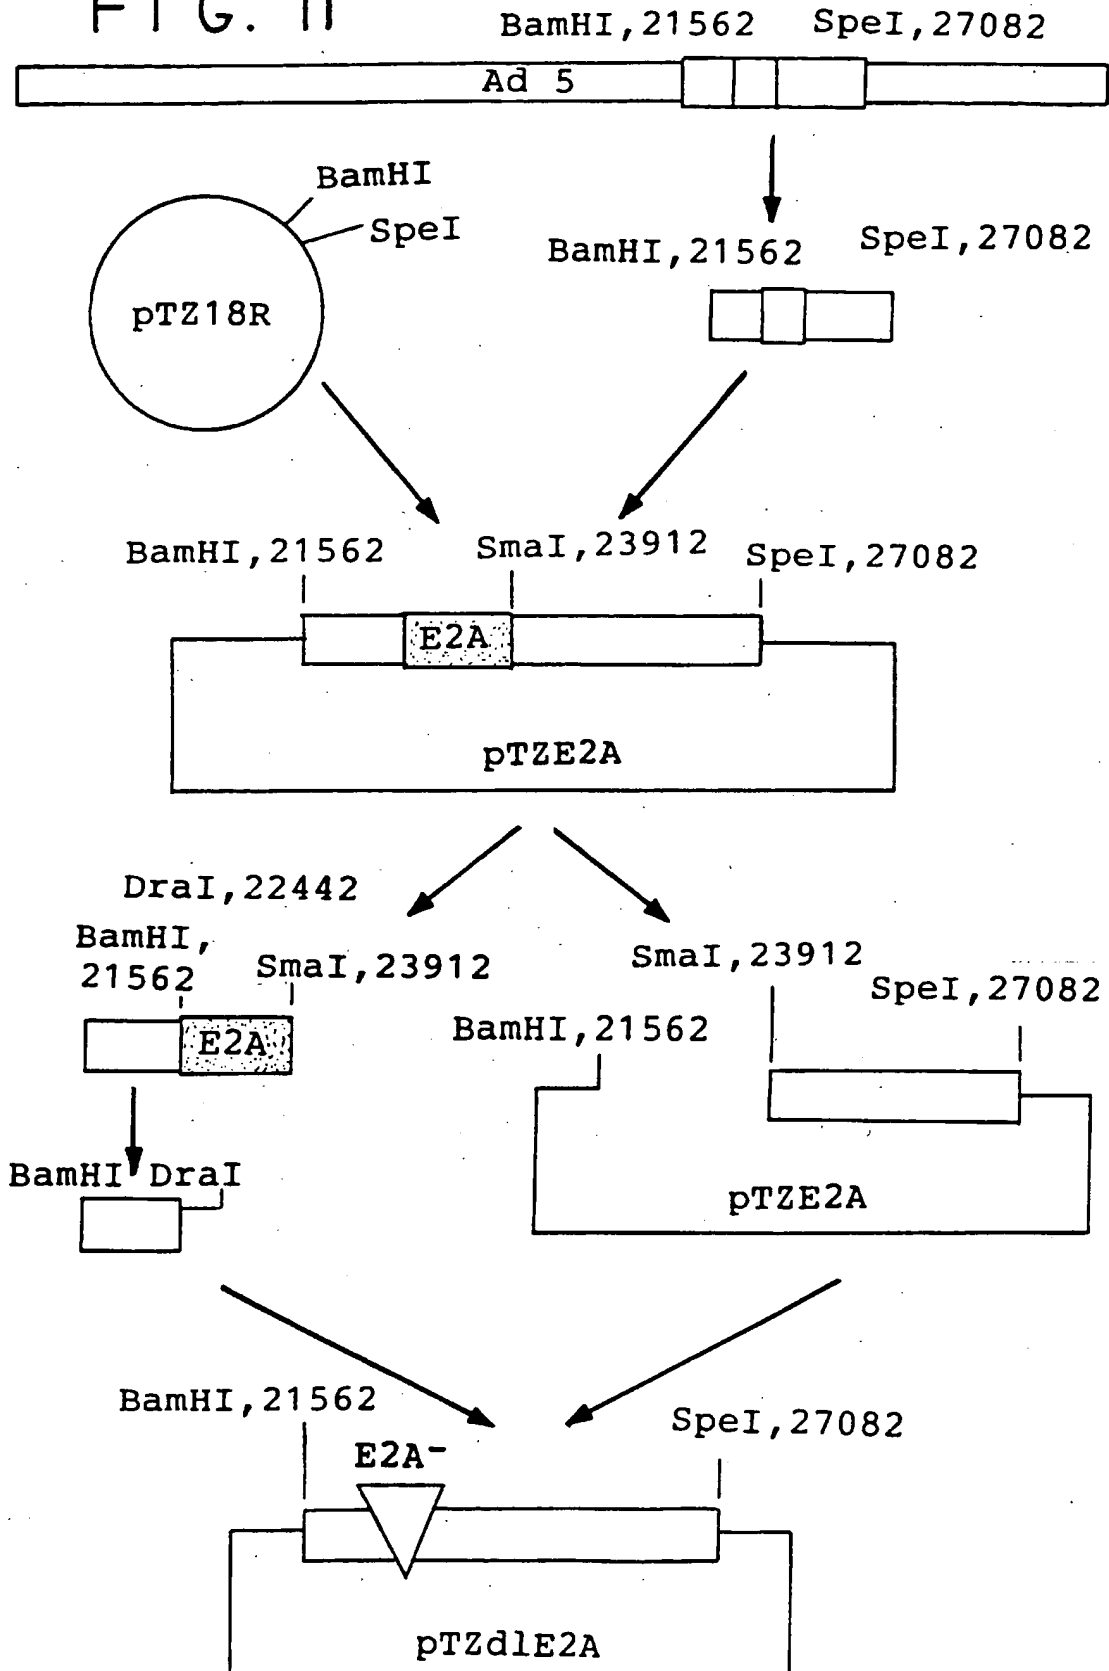 FIG. 11
BamHI,21562 SpeI,27082
Ad 5
BamHI
SpeI
pTZ18R
BamHI,21562 SpeI,27082
BamHI,21562 SmaI,23912 SpeI,27082
E2A
pTZE2A
DraI,22442
BamHI,
21562 SmaI,23912
E2A
SmaI,23912
SpeI,27082
BamHI,21562
BamHI DraI
pTZE2A
BamHI,21562 SpeI,27082
E2A-
pTZdlE2A